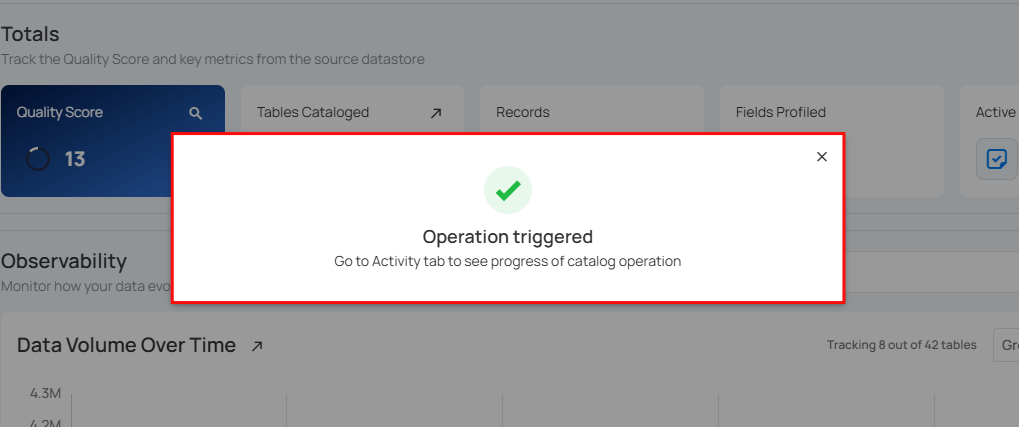 Totals
Track the Quality Score and key metrics from the source datastore
Quality Score
Tables Cataloged
Records
Fields Profiled
Active
13
Operation triggered
Go to Activity tab to see progress of catalog operation
Observability
Monitor how your data evo
Data Volume Over Time
Tracking 8 out of 42 tables
Gr
4.3M
4.2M